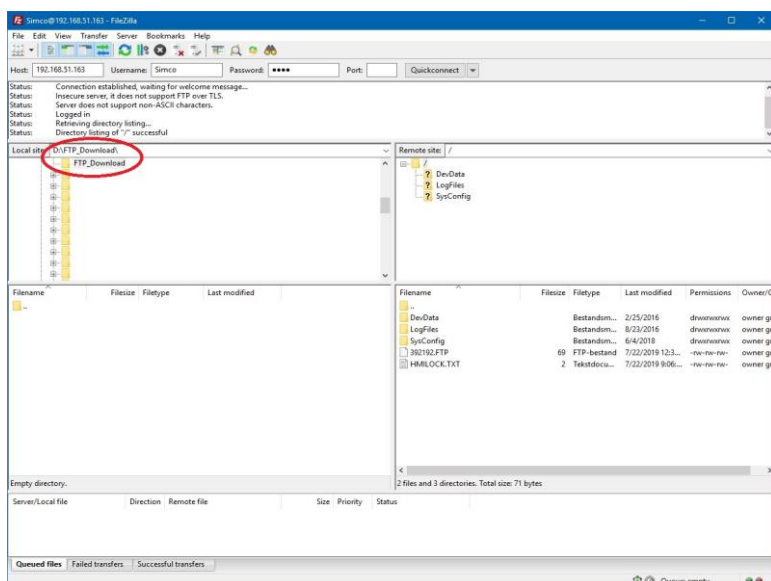 Simco@192.168.51.163 - FileZilla
File Edit View Transfer Server Bookmarks Help
Host: 192.168.51.163 Username: Simco Password: ●●●● Port: Quickconnect
Status: Connection established, waiting for welcome message...
Status: Insecure server, it does not support FTP over TLS.
Status: Server does not support non-ASCII characters.
Status: Logged in
Status: Retrieving directory listing...
Status: Directory listing of "/" successful
Local site: D:\FTP_Download\
FTP_Download
Remote site: /
/
? DevData
? LogFiles
? SysConfig
Filename Filesize Filetype Last modified
..
Empty directory.
Filename Filesize Filetype Last modified Permissions Owner/G
..
DevData Bestandsm... 2/25/2016 drwxrwxrwx owner gr
LogFiles Bestandsm... 8/23/2016 drwxrwxrwx owner gr
SysConfig Bestandsm... 6/4/2018 drwxrwxrwx owner gr
392192.FTP 69 FTP-bestand 7/22/2019 12:3... -rw-rw-rw- owner gr
HMILOCK.TXT 2 Tekstdocu... 7/22/2019 9:06:... -rw-rw-rw- owner gr
2 files and 3 directories. Total size: 71 bytes
Server/Local file Direction Remote file Size Priority Status
Queued files Failed transfers Successful transfers
Queue: empty